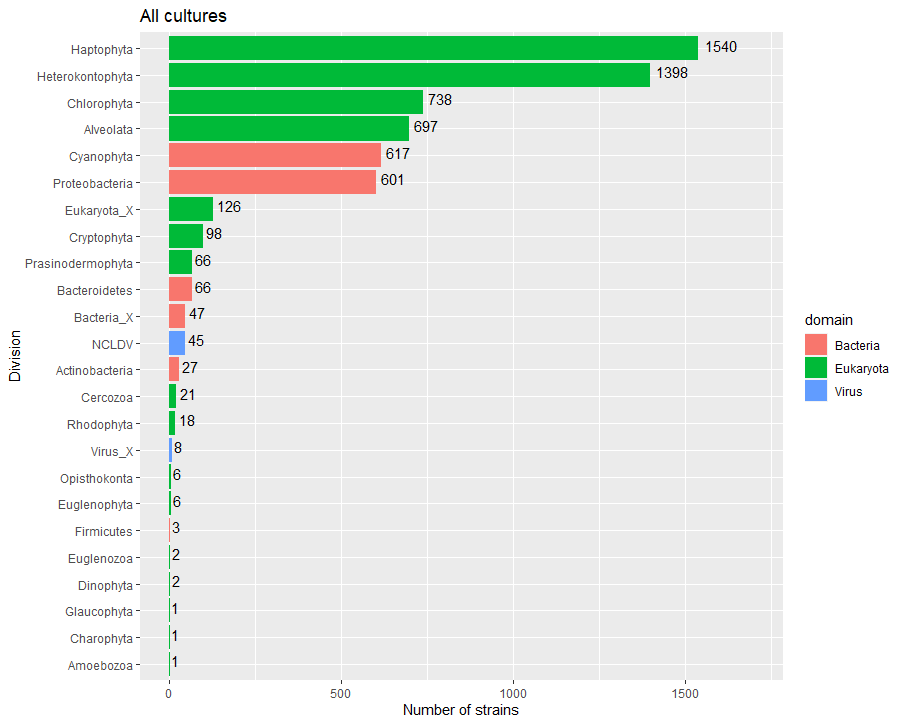 All cultures
Haptophyta 1540
Heterokontophyta 1398
Chlorophyta 738
Alveolata 697
Cyanophyta 617
Proteobacteria 601
Eukaryota_X 126
Cryptophyta 98
Prasinodermophyta 66
Bacteroidetes 66
Bacteria_X 47
NCLDV 45
Actinobacteria 27
Cercozoa 21
Rhodophyta 18
Virus_X 8
Opisthokonta 6
Euglenophyta 6
Firmicutes 3
Euglenozoa 2
Dinophyta 2
Glaucophyta 1
Charophyta 1
Amoebozoa 1
0 500 1000 1500
Number of strains
Division
domain
Bacteria
Eukaryota
Virus